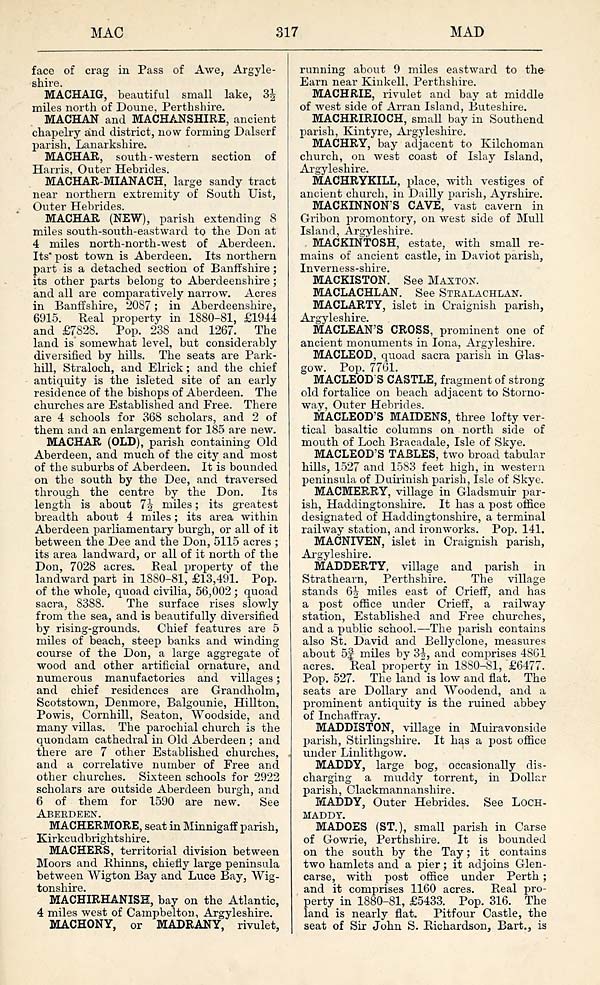 MAC 317 MAD
face of crag in Pass of Awe, Argyle-
shire.
MACHAIG, beautiful small lake, 3½
miles north of Doune, Perthshire.
MACHAN and MACHANSHIRE, ancient
chapelry and district, now forming Dalserf
parish, Lanarkshire.
MACHAR, south-western section of
Harris, Outer Hebrides.
MACHAR-MIANACH, large sandy tract
near northern extremity of South Uist,
Outer Hebrides.
MACHAR (NEW), parish extending 8
miles south-south-eastward to the Don at
4 miles north-north-west of Aberdeen.
Its post town is Aberdeen. Its northern
part is a detached section of Banffshire;
its other parts belong to Aberdeenshire;
and all are comparatively narrow. Acres
in Banffshire, 2087; in Aberdeenshire,
6915. Real property in 1880-81, £1944
and £7828. Pop. 238 and 1267. The
land is somewhat level, but considerably
diversified by hills. The seats are Park-
hill, Straloch, and Elrick; and the chief
antiquity is the isleted site of an early
residence of the bishops of Aberdeen. The
churches are Established and Free. There
are 4 schools for 368 scholars, and 2 of
them and an enlargement for 185 are new.
MACHAR (OLD), parish containing Old
Aberdeen, and much of the city and most
of the suburbs of Aberdeen. It is bounded
on the south by the Dee, and traversed
through the centre by the Don. Its
length is about 7½ miles; its greatest
breadth about 4 miles; its area within
Aberdeen parliamentary burgh, or all of it
between the Dee and the Don, 5115 acres;
its area landward, or all of it north of the
Don, 7028 acres. Real property of the
landward part in 1880-81, £13,491. Pop.
of the whole, quoad civilia, 56,002; quoad
sacra, 8388. The surface rises slowly
from the sea, and is beautifully diversified
by rising-grounds. Chief features are 5
miles of beach, steep banks and winding
course of the Don, a large aggregate of
wood and other artificial ornature, and
numerous manufactories and villages;
and chief residences are Grandholm,
Scotstown, Denmore, Balgounie, Hillton,
Powis, Cornhill, Seaton, Woodside, and
many villas. The parochial church is the
quondam cathedral in Old Aberdeen; and
there are 7 other Established churches,
and a correlative number of Free and
other churches. Sixteen schools for 2922
scholars are outside Aberdeen burgh, and
6 of them for 1590 are new. See
ABERDEEN.
MACHERMORE, seat in Minnigaff parish,
Kirkcudbrightshire.
MACHERS, territorial division between
Moors and Rhinns, chiefly large peninsula
between Wigton Bay and Luce Bay, Wig-
tonshire.
MACHIRHANISH, bay on the Atlantic,
4 miles west of Campbelton, Argyleshire.
MACHONY, or MADRANY, rivulet,
running about 9 miles eastward to the
Earn near Kinkell, Perthshire.
MACHRIE, rivulet and bay at middle
of west side of Arran Island, Buteshire.
MACHRIRIOCH, small bay in Southend
parish, Kintyre, Argyleshire.
MACHRY, bay adjacent to Kilchoman
church, on west coast of Islay Island,
Argyleshire.
MACHRYKILL, place, with vestiges of
ancient church, in Dailly parish, Ayrshire.
MACKINNON'S CAVE, vast cavern in
Gribon promontory, on west side of Mull
Island, Argyleshire.
MACKINTOSH, estate, with small re-
mains of ancient castle, in Daviot parish,
Inverness-shire.
MACKISTON. See MAXTON.
MACLACHLAN. See STRALACHLAN.
MACLARTY, islet in Craignish parish,
Argyleshire.
MACLEAN'S CROSS, prominent one of
ancient monuments in Iona, Argyleshire.
MACLEOD, quoad sacra parish in Glas-
gow. Pop. 7761.
MACLEOD'S CASTLE, fragment of strong
old fortalice on beach adjacent to Storno-
way, Outer Hebrides.
MACLEOD'S MAIDENS, three lofty ver-
tical basaltic columns on north side of
mouth of Loch Bracadale, Isle of Skye.
MACLEOD'S TABLES, two broad tabular
hills, 1527 and 1583 feet high, in western
peninsula of Duirinish parish, Isle of Skye.
MACMERRY, village in Gladsmuir par-
ish, Haddingtonshire. It has a post office
designated of Haddingtonshire, a terminal
railway station, and ironworks. Pop. 141.
MACNIVEN, islet in Craignish parish,
Argyleshire.
MADDERTY, village and parish in
Strathearn, Perthshire. The village
stands 6½ miles east of Crieff, and has
a post office under Crieff, a railway
station, Established and Free churches,
and a public school.—The parish contains
also St. David and Bellyclone, measures
about 5¾ miles by 3½, and comprises 4861
acres. Real property in 1880-81, £6477.
Pop. 527. The land is low and flat. The
seats are Dollary and Woodend, and a
prominent antiquity is the ruined abbey
of Inchaffray.
MADDISTON, village in Muiravonside
parish, Stirlingshire. It has a post office
under Linlithgow.
MADDY, large bog, occasionally dis-
charging a muddy torrent, in Dollar
parish, Clackmannanshire.
MADDY, Outer Hebrides. See LOCH-
MADDY.
MADOES (ST.), small parish in Carse
of Gowrie, Perthshire. It is bounded
on the south by the Tay; it contains
two hamlets and a pier; it adjoins Glen-
carse, with post office under Perth;
and it comprises 1160 acres. Real pro-
perty in 1880-81, £5433. Pop. 316. The
land is nearly flat. Pitfour Castle, the
seat of Sir John S. Richardson, Bart., is